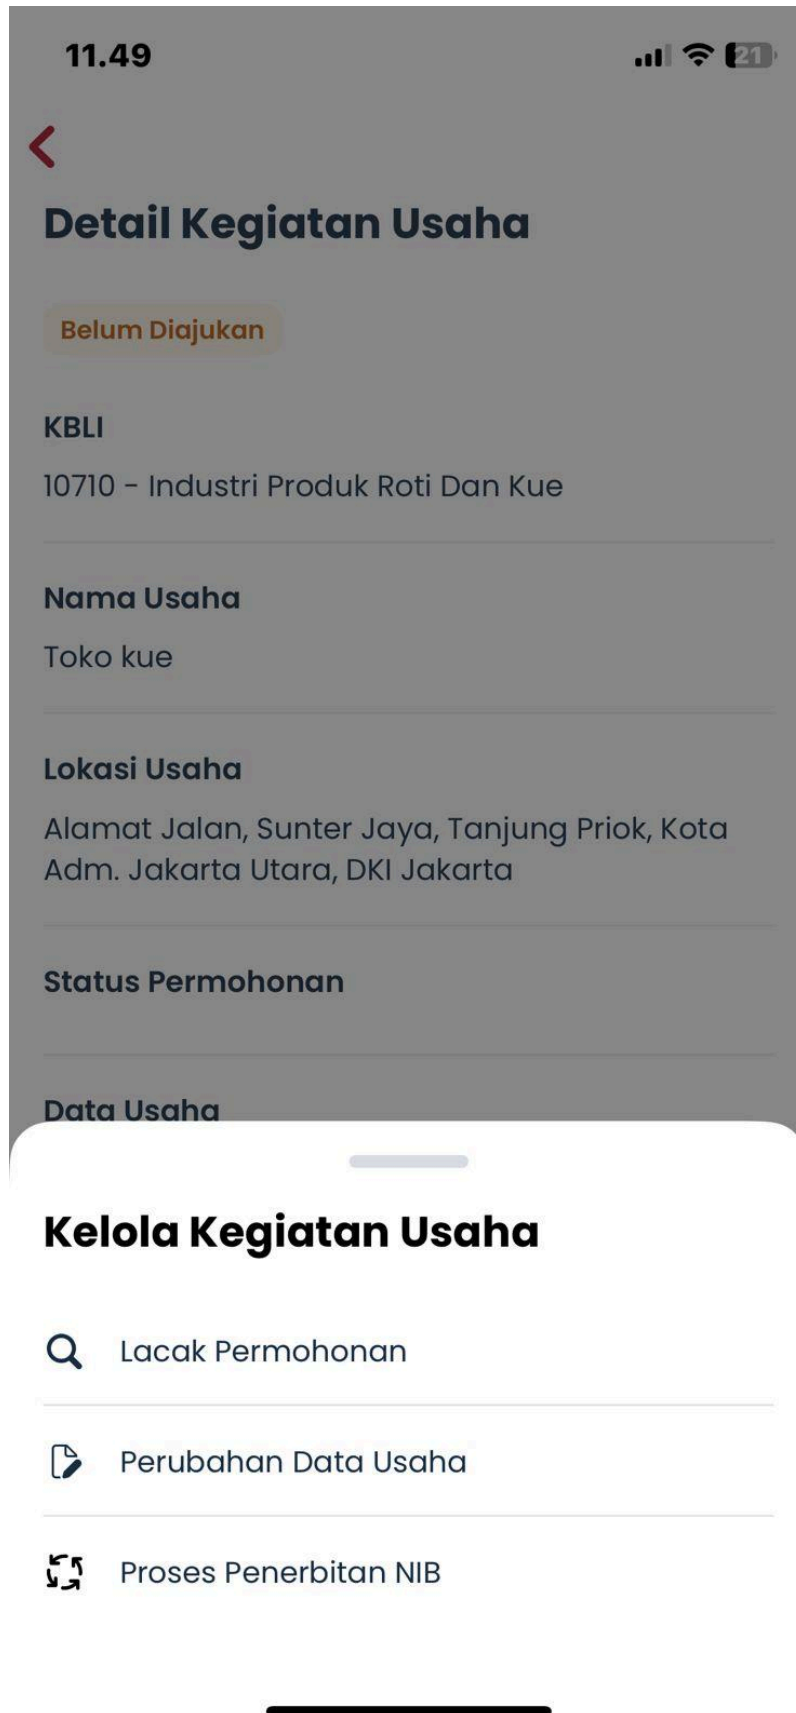 11.49
21
Detail Kegiatan Usaha
Belum Diajukan
KBLI
10710 - Industri Produk Roti Dan Kue
Nama Usaha
Toko kue
Lokasi Usaha
Alamat Jalan, Sunter Jaya, Tanjung Priok, Kota
Adm. Jakarta Utara, DKI Jakarta
Status Permohonan
Data Usaha
Kelola Kegiatan Usaha
Lacak Permohonan
Perubahan Data Usaha
Proses Penerbitan NIB